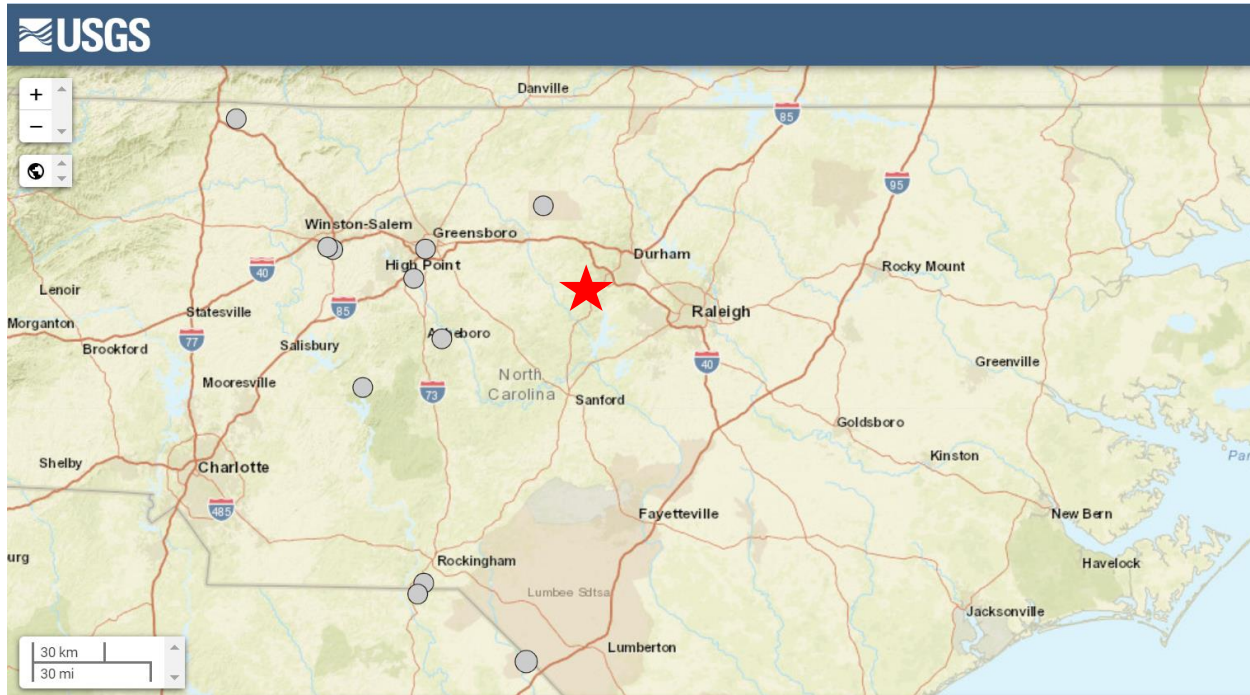 USGS
Danville
85
95
Winston-Salem
Greensboro
Durham
High Point
Rocky Mount
40
Lenoir
85
Statesville
Raleigh
Morganton
77
Salisbury
Brookford
Greenville
40
Mooresville
North
Carolina
73
Sanford
Goldsboro
Kinston
Shelby
Charlotte
485
Fayetteville
New Bern
urg
Rockingham
Havelock
Lumbee Sdtsa
Jacksonville
Lumberton
30 km
30 mi
+
−